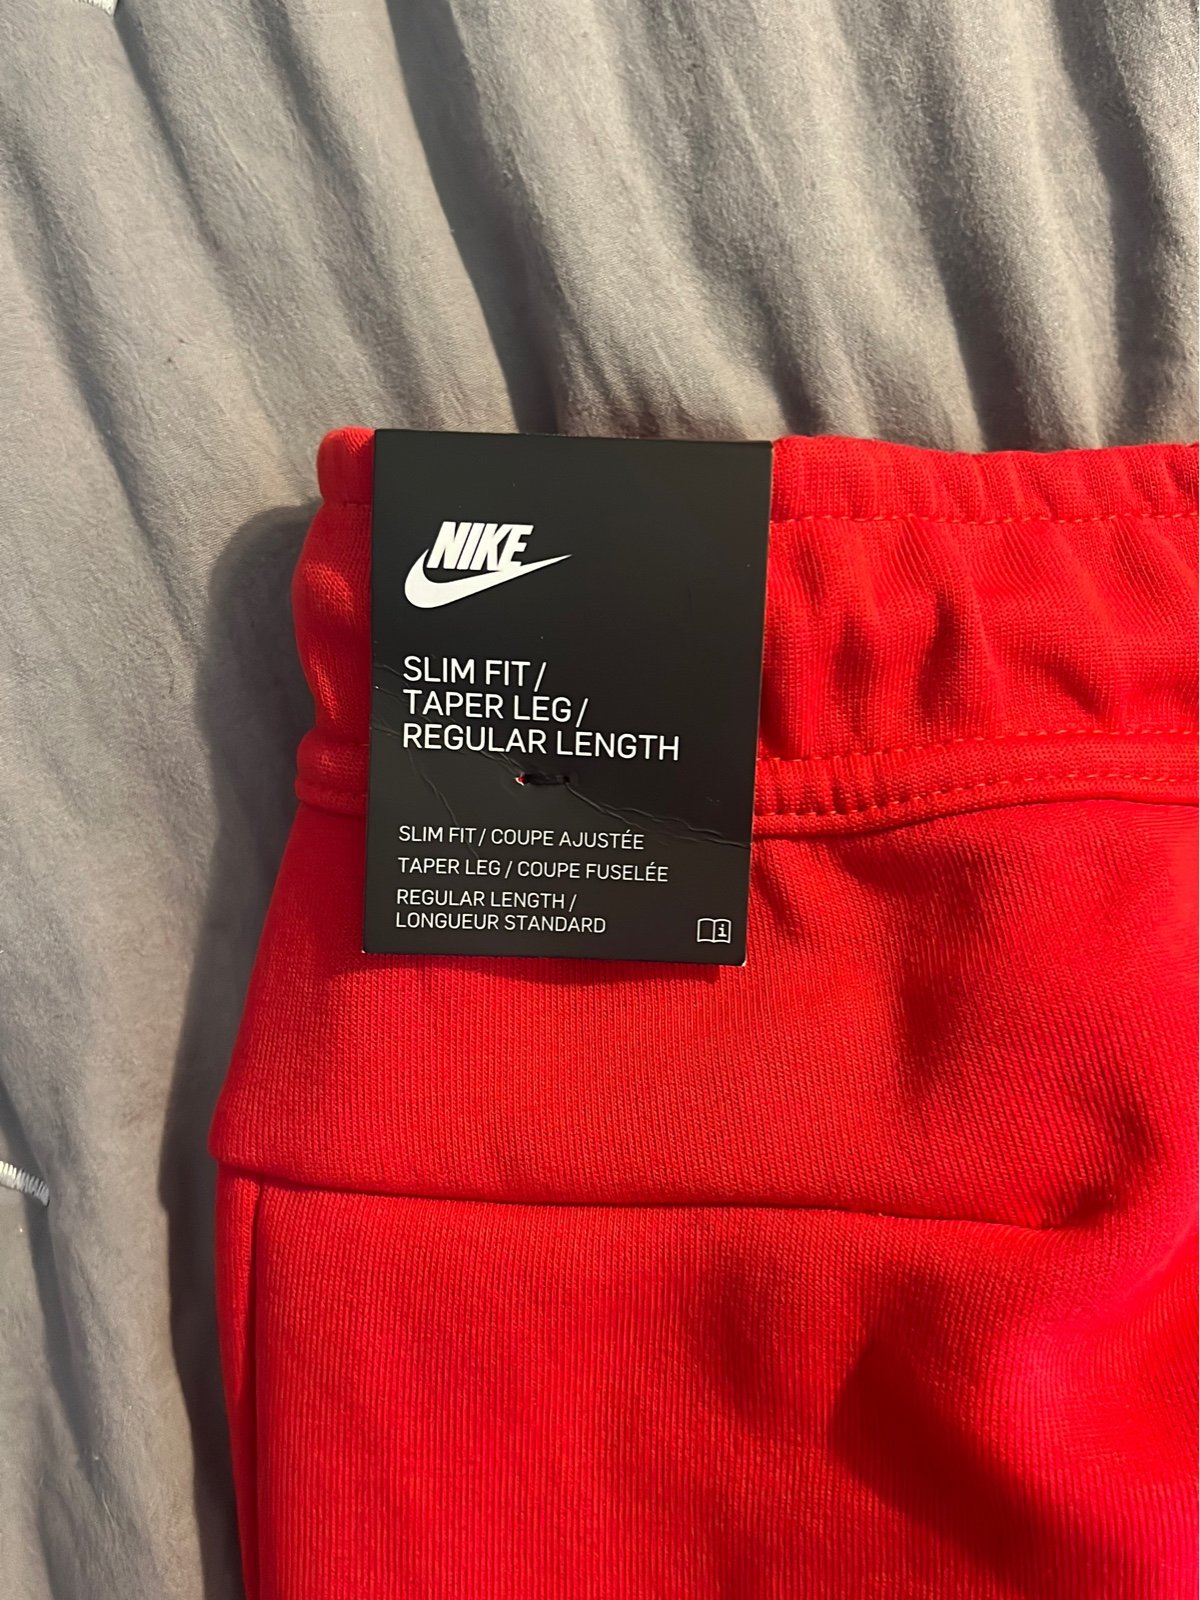 NIKE
SLIM FIT/
TAPER LEG/
REGULAR LENGTH
SLIM FIT / COUPE AJUSTÉE
TAPER LEG / COUPE FUSELÉE
REGULAR LENGTH /
LONGUEUR STANDARD
i